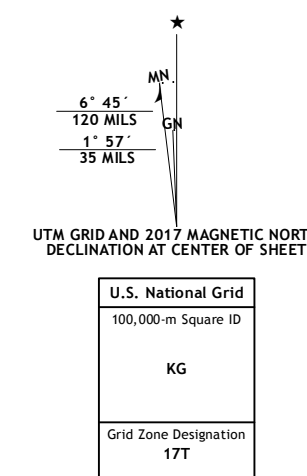 ★
MN
GN
6° 45´
120 MILS
1° 57´
35 MILS
UTM GRID AND 2017 MAGNETIC NORT
DECLINATION AT CENTER OF SHEET
U.S. National Grid
100,000-m Square ID
KG
Grid Zone Designation
17T